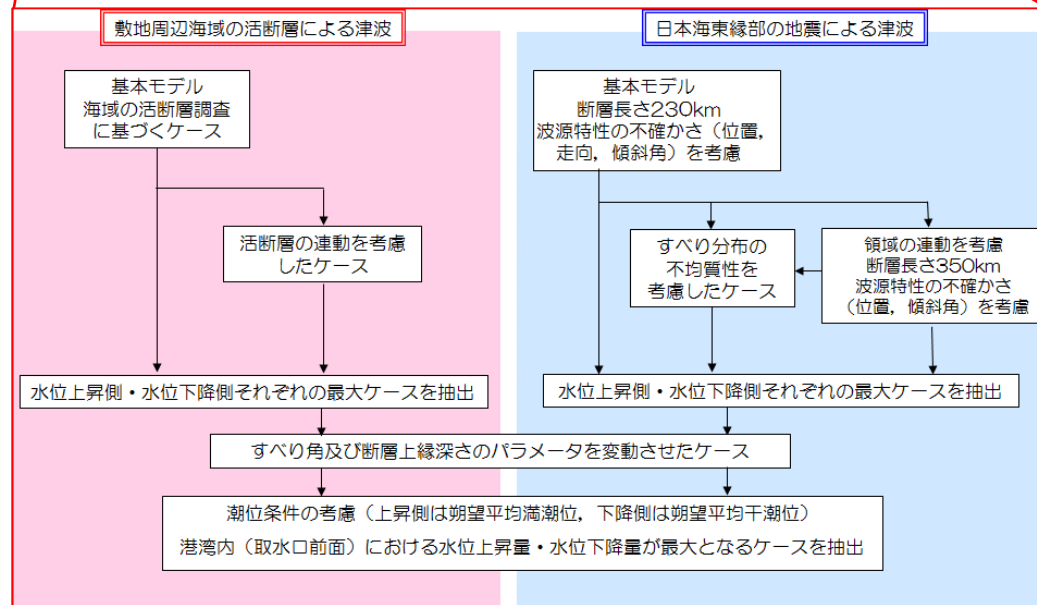 敷地周辺海域の活断層による津波
基本モデル
海域の活断層調査
に基づくケース
活断層の連動を考慮
したケース
水位上昇側・水位下降側それぞれの最大ケースを抽出
日本海東縁部の地震による津波
基本モデル
断層長さ230km
波源特性の不確かさ（位置，
走向，傾斜角）を考慮
すべり分布の
不均質性を
考慮したケース
領域の連動を考慮
断層長さ350km
波源特性の不確かさ
（位置，傾斜角）を考慮
水位上昇側・水位下降側それぞれの最大ケースを抽出
すべり角及び断層上縁深さのパラメータを変動させたケース
潮位条件の考慮（上昇側は朔望平均満潮位，下降側は朔望平均干潮位）
港湾内（取水口前面）における水位上昇量・水位下降量が最大となるケースを抽出